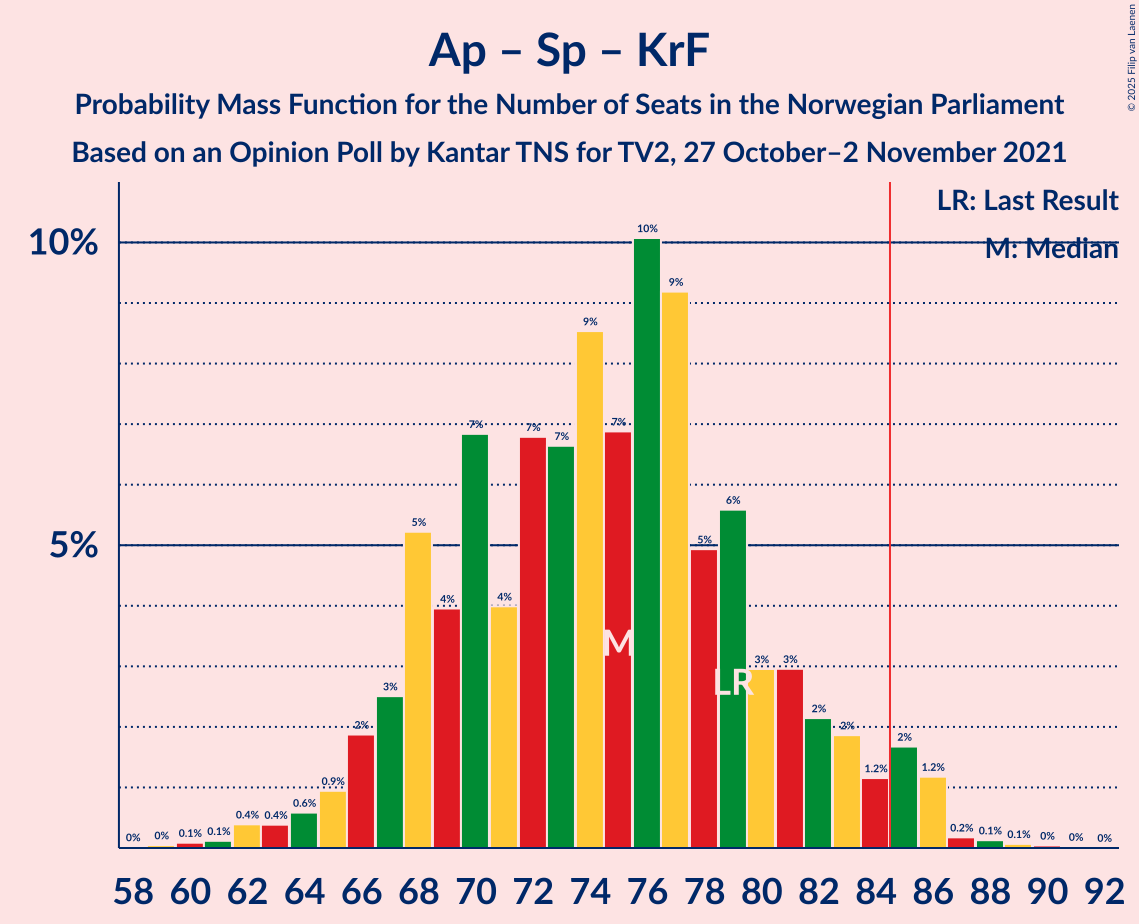 Ap – Sp – KrF
Probability Mass Function for the Number of Seats in the Norwegian Parliament
Based on an Opinion Poll by Kantar TNS for TV2, 27 October–2 November 2021
© 2025 Filip van Laenen
LR: Last Result
M: Median
10%
5%
0% 0% 0.1% 0.1% 0.4% 0.4% 0.6% 0.9% 2% 3% 5% 4% 7% 4% 7% 7% 9% 7% 10% 9% 5% 6% 3% 3% 2% 2% 1.2% 2% 1.2% 0.2% 0.1% 0.1% 0% 0% 0%
M
LR
58 60 62 64 66 68 70 72 74 76 78 80 82 84 86 88 90 92